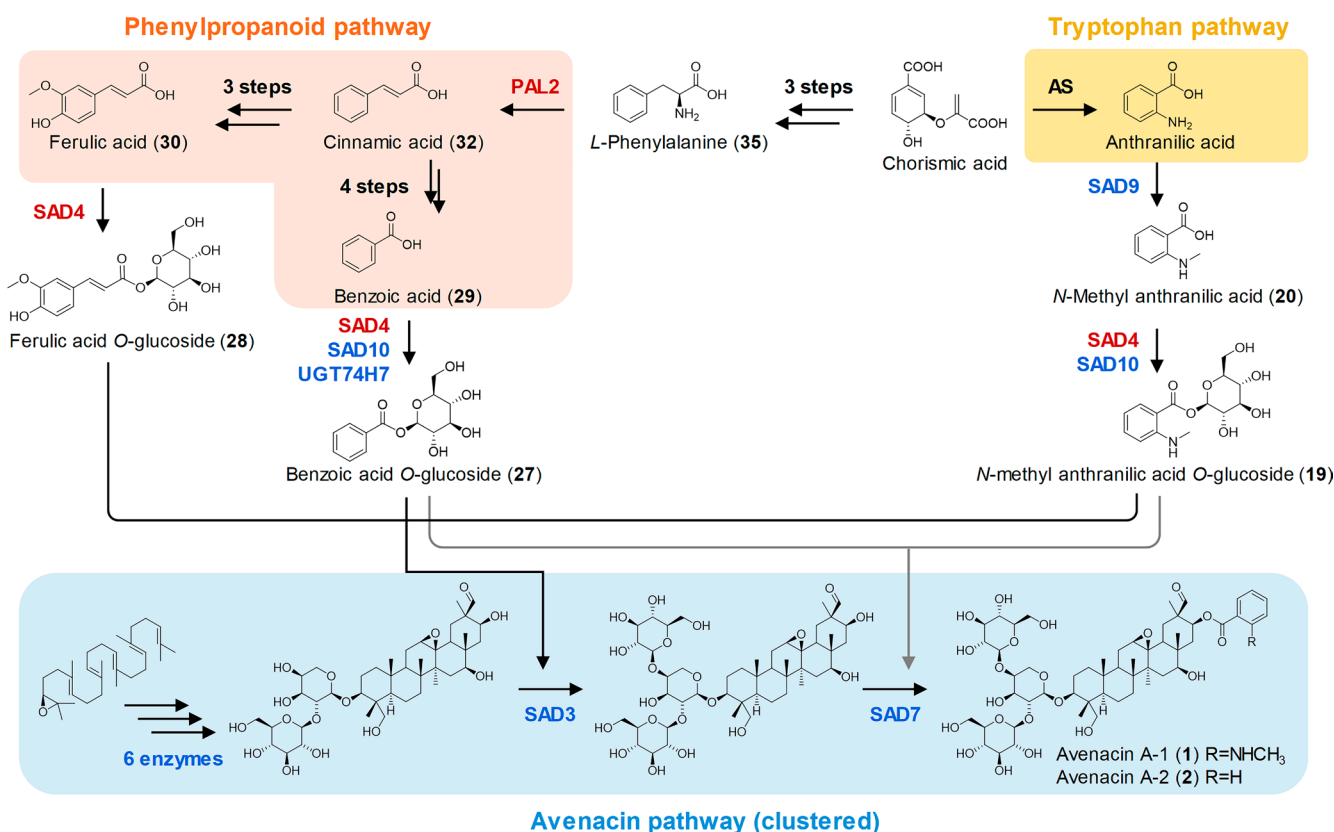 Phenylpropanoid pathway
Tryptophan pathway
Ferulic acid (30)
3 steps
Cinnamic acid (32)
PAL2
L-Phenylalanine (35)
3 steps
Chorismic acid
AS
Anthranilic acid
SAD4
4 steps
SAD9
Benzoic acid (29)
N-Methyl anthranilic acid (20)
Ferulic acid O-glucoside (28)
SAD4
SAD10
UGT74H7
SAD4
SAD10
Benzoic acid O-glucoside (27)
N-methyl anthranilic acid O-glucoside (19)
6 enzymes
SAD3
SAD7
Avenacin A-1 (1) R=NHCH3
Avenacin A-2 (2) R=H
Avenacin pathway (clustered)